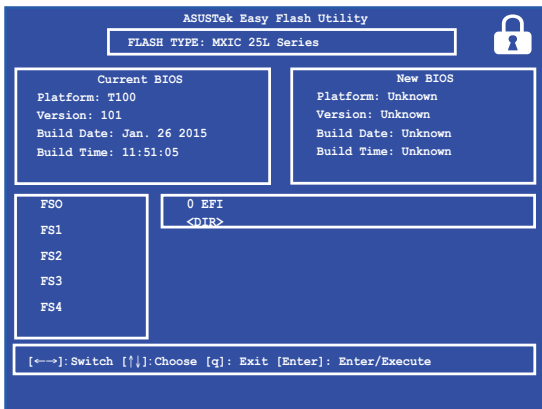 ASUSTek Easy Flash Utility
FLASH TYPE: MXIC 25L Series
Current BIOS
Platform: T100
Version: 101
Build Date: Jan. 26 2015
Build Time: 11:51:05
New BIOS
Platform: Unknown
Version: Unknown
Build Date: Unknown
Build Time: Unknown
FSO
FS1
FS2
FS3
FS4
0 EFI
<DIR>
[←→]:Switch [↑↓]:Choose [q]: Exit [Enter]: Enter/Execute